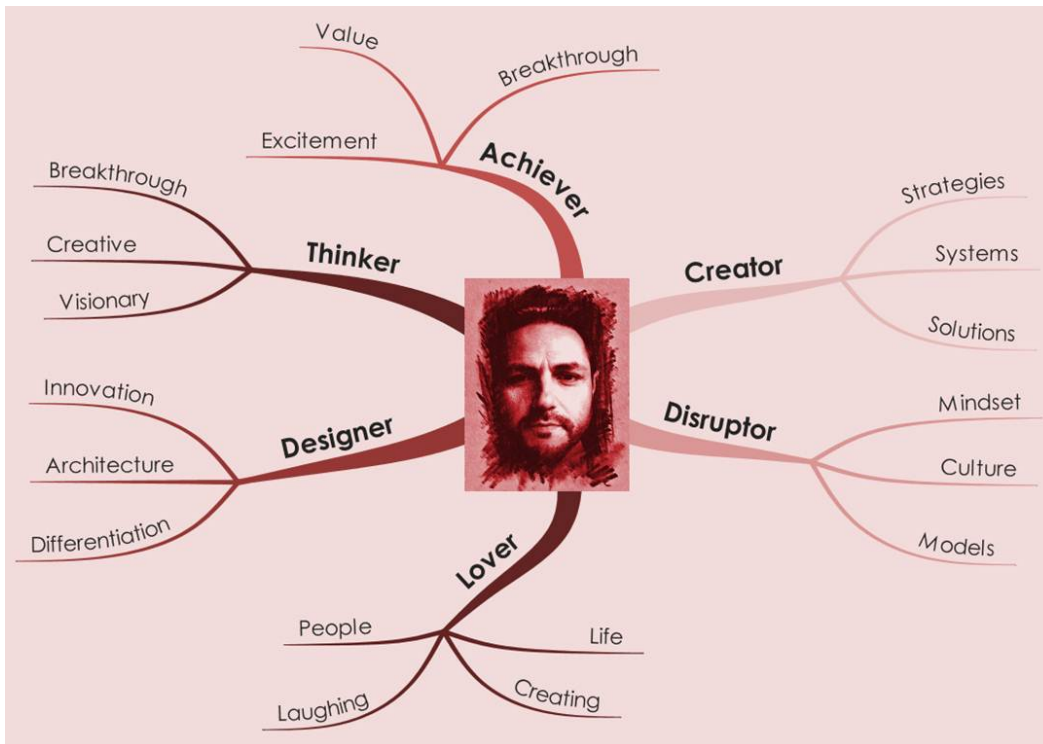 Achiever
Value
Breakthrough
Excitement
Creator
Strategies
Systems
Solutions
Disruptor
Mindset
Culture
Models
Lover
Life
Creating
People
Laughing
Designer
Innovation
Architecture
Differentiation
Thinker
Breakthrough
Creative
Visionary